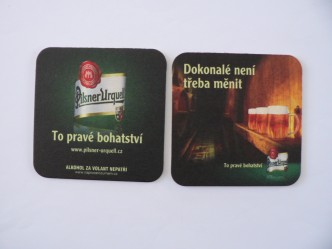 Pilsner Urquell
To pravé bohatství
www.pilsner-urquell.cz
ALKOHOL ZA VOLANT NEPATŘÍ
Dokonalé není
třeba měnit
To pravé bohatství